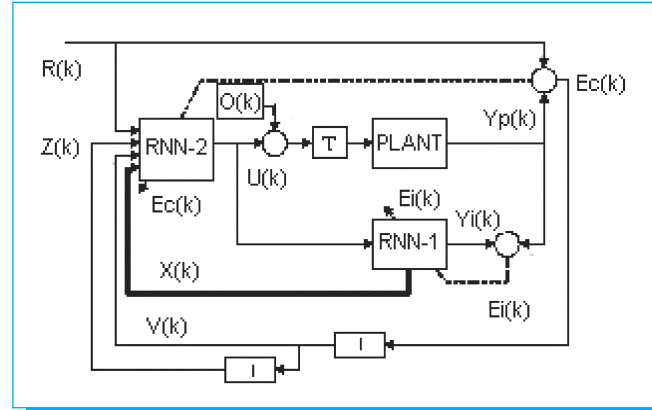 R(k)
Ec(k)
O(k)
Yp(k)
Z(k)
RNN-2
T
PLANT
U(k)
Ec(k)
Ei(k)
Yi(k)
RNN-1
X(k)
Ei(k)
V(k)
I
I